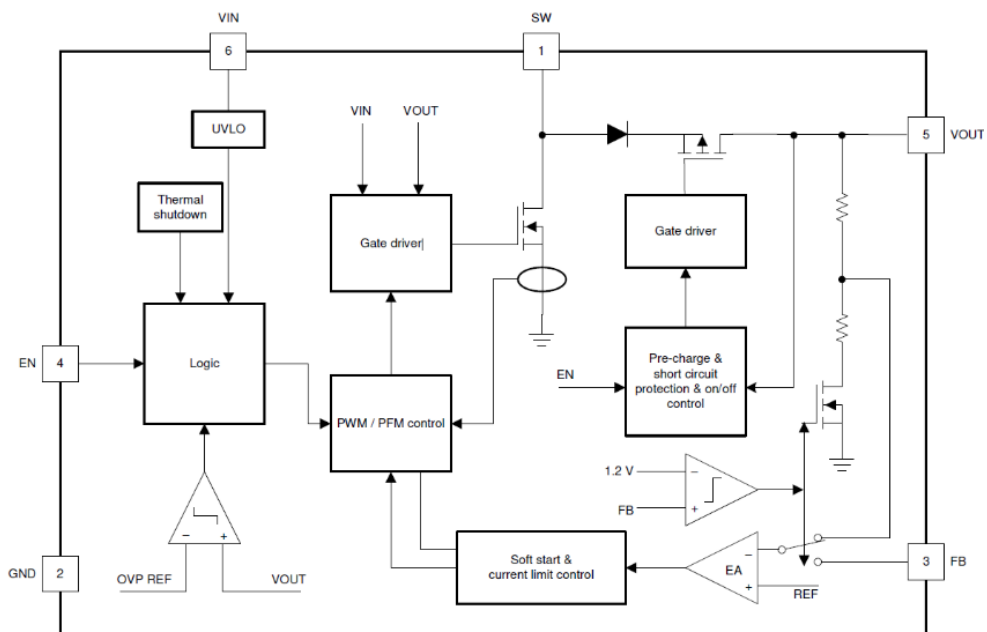 VIN
SW
6
1
UVLO
VIN
VOUT
5
VOUT
Thermal
shutdown
Gate driver
Gate driver
EN
4
Logic
Pre-charge &
short circuit
protection & on/off
control
EN
PWM / PFM control
1.2 V
−
FB
+
−
+
Soft start &
current limit control
−
EA
+
REF
3
FB
GND
2
OVP REF
VOUT